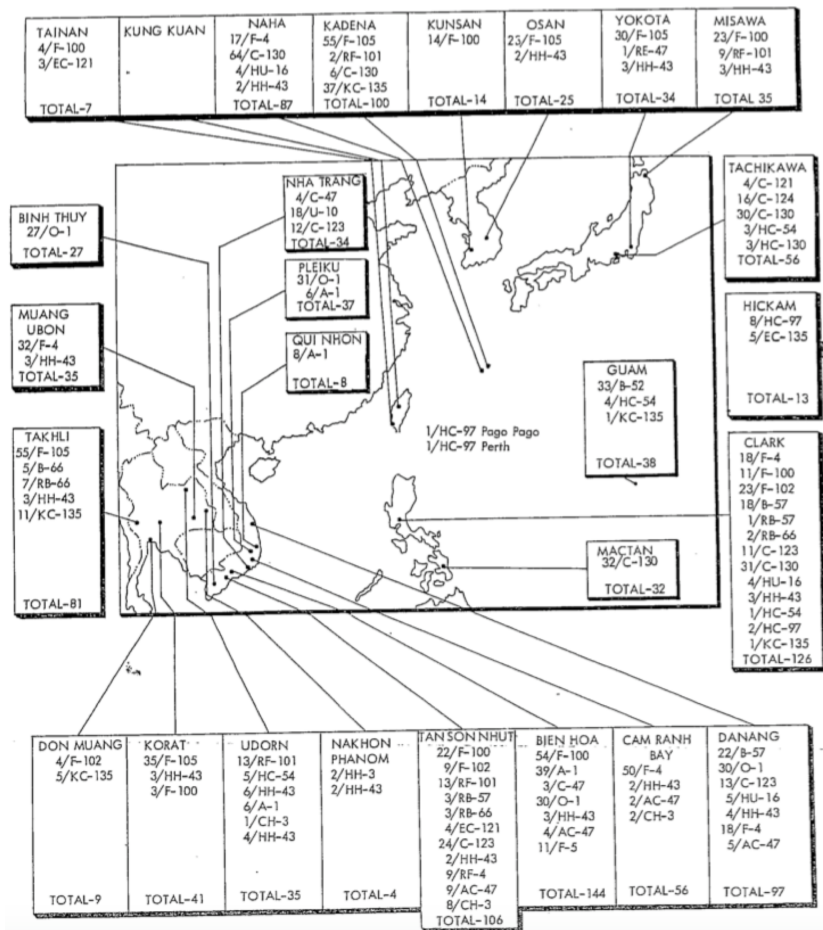 TAINAN
4/F-100
3/EC-121
TOTAL-7
KUNG KUAN
NAHA
17/F-4
64/C-130
4/HU-16
2/HH-43
TOTAL-87
KADENA
55/F-105
2/RF-101
6/C-130
37/KC-135
TOTAL-100
KUNSAN
14/F-100
TOTAL-14
OSAN
23/F-105
2/HH-43
TOTAL-25
YOKOTA
30/F-105
1/RE-47
3/HH-43
TOTAL-34
MISAWA
23/F-100
9/RF-101
3/HH-43
TOTAL 35
NHA TRANG
4/C-47
18/U-10
12/C-123
TOTAL-34
TACHIKAWA
4/C-121
16/C-124
30/C-130
3/HC-54
3/HC-130
TOTAL-56
BINH THUY
27/O-1
TOTAL-27
PLEIKU
31/O-1
6/A-1
TOTAL-37
MUANG
UBON
32/F-4
3/HH-43
TOTAL-35
QUI NHON
8/A-1
TOTAL-8
HICKAM
8/HC-97
5/EC-135
TOTAL-13
GUAM
33/B-52
4/HC-54
1/KC-135
TOTAL-38
TAKHLI
55/F-105
5/B-66
7/RB-66
3/HH-43
11/KC-135
TOTAL-81
1/HC-97 Pago Pago
1/HC-97 Perth
CLARK
18/F-4
11/F-100
23/F-102
18/B-57
1/RB-57
2/RB-66
11/C-123
31/C-130
4/HU-16
3/HH-43
1/HC-54
2/HC-97
1/KC-135
TOTAL-126
MACTAN
32/C-130
TOTAL-32
DON MUANG
4/F-102
5/KC-135
TOTAL-9
KORAT
35/F-105
3/HH-43
3/F-100
TOTAL-41
UDORN
13/RF-101
5/HC-54
6/HH-43
6/A-1
1/CH-3
4/HH-43
TOTAL-35
NAKHON
PHANOM
2/HH-3
2/HH-43
TOTAL-4
TAN SON NHUT
22/F-100
9/F-102
13/RF-101
3/RB-57
3/RB-66
4/EC-121
24/C-123
2/HH-43
9/RF-4
9/AC-47
8/CH-3
TOTAL-106
BIEN HOA
54/F-100
39/A-1
3/C-47
30/O-1
3/HH-43
4/AC-47
11/F-5
TOTAL-144
CAM RANH
BAY
50/F-4
2/HH-43
2/AC-47
2/CH-3
TOTAL-56
DANANG
22/B-57
30/O-1
13/C-123
5/HU-16
4/HH-43
18/F-4
5/AC-47
TOTAL-97